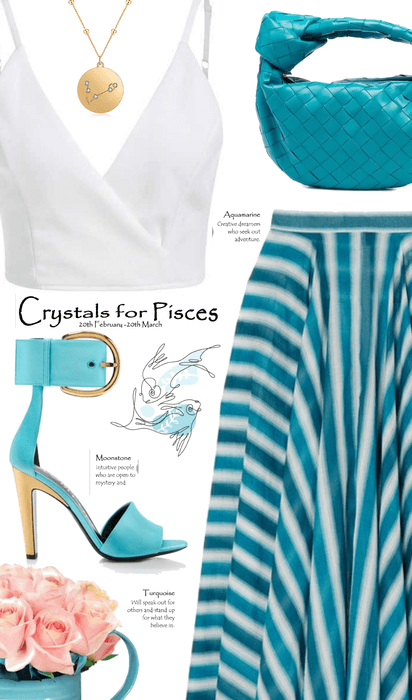 Aquamarine
Creative dreamers
who seek out
adventure.
Crystals for Pisces
20th February -20th March
Moonstone
Intuitive people
who are open to
mystery and
Turquoise
Will speak out for
others and stand up
for what they
believe in.